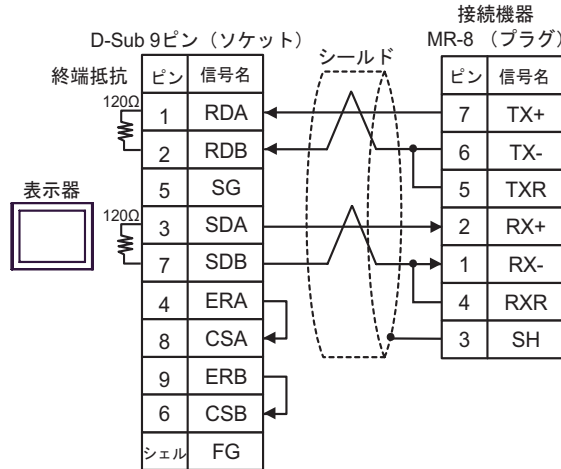 接続機器
D-Sub 9ピン（ソケット） シールド MR-8 （プラグ）
終端抵抗 ピン 信号名 ピン 信号名
120Ω 1 RDA 7 TX+
2 RDB 6 TX-
5 SG 5 TXR
表示器
120Ω 3 SDA 2 RX+
7 SDB 1 RX-
4 ERA 4 RXR
8 CSA 3 SH
9 ERB
6 CSB
シェル FG